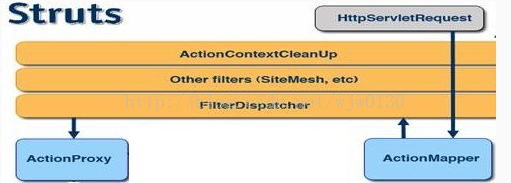 Struts
HttpServletRequest
ActionContextCleanUp
Other filters (SiteMesh, etc)
FilterDispatcher
ActionProxy
ActionMapper